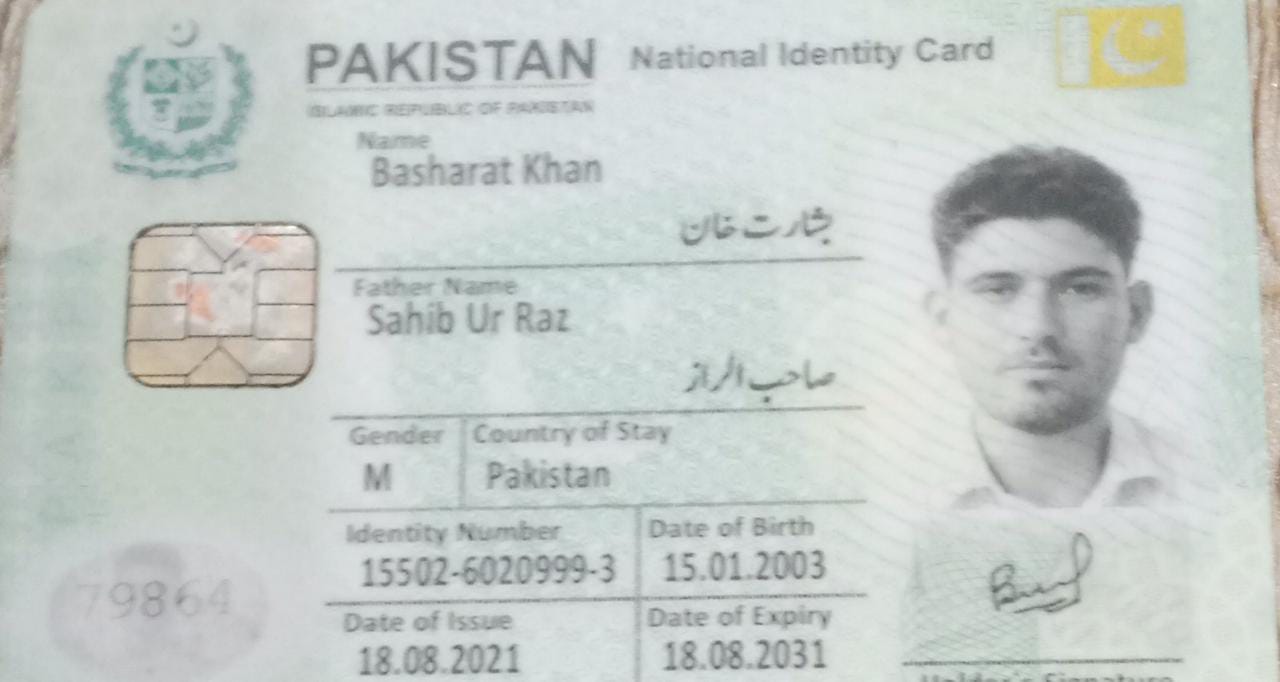 PAKISTAN National Identity Card
ISLAMIC REPUBLIC OF PAKISTAN
Name
Basharat Khan
بشارت خان
Father Name
Sahib Ur Raz
صاحب الراز
Gender Country of Stay
M Pakistan
Identity Number Date of Birth
15502-6020999-3 15.01.2003
79864
Date of Issue Date of Expiry
18.08.2021 18.08.2031
Holder's Signature